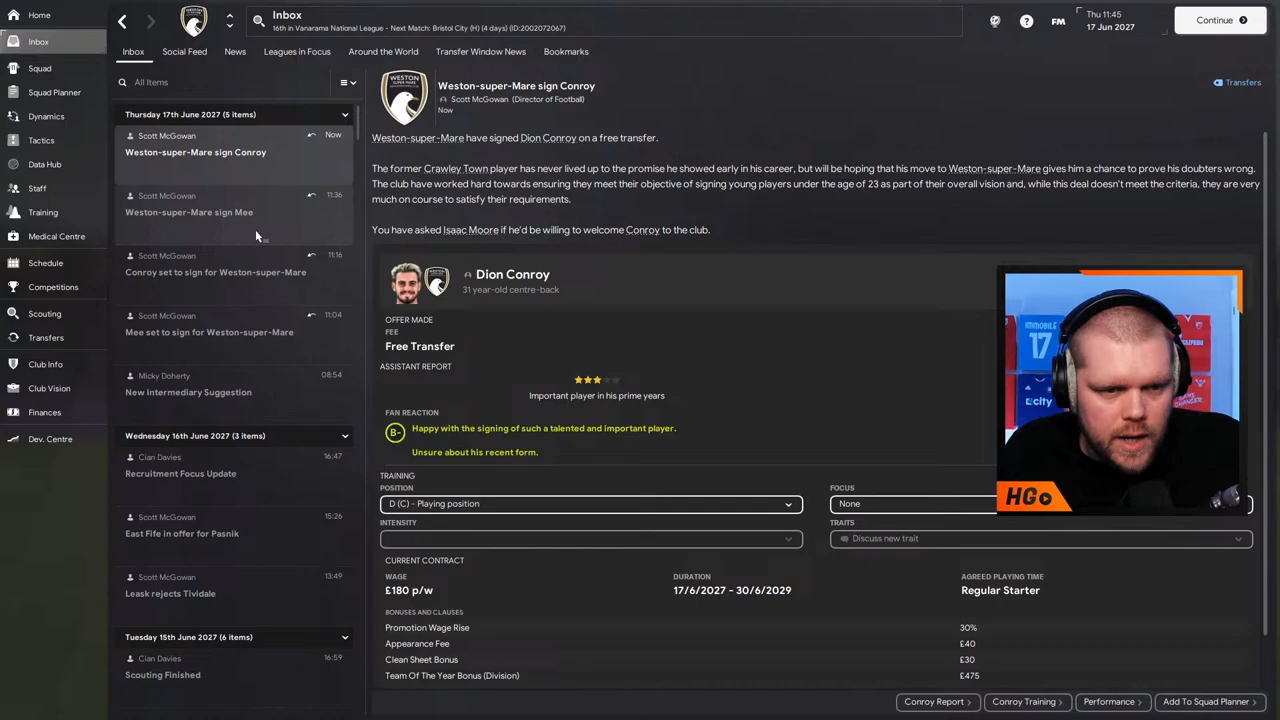 Home
Inbox
Squad
Squad Planner
Dynamics
Tactics
Data Hub
Staff
Training
Medical Centre
Schedule
Competitions
Scouting
Transfers
Club Info
Club Vision
Finances
Dev. Centre
Inbox
16th in Vanarama National League - Next Match: Bristol City (H) (4 days) (ID:2002072067)
FM
Thu 11:45
17 Jun 2027
Continue
Inbox
Social Feed
News
Leagues in Focus
Around the World
Transfer Window News
Bookmarks
All Items
Thursday 17th June 2027 (5 items)
Scott McGowan
Now
Weston-super-Mare sign Conroy
Scott McGowan
11:36
Weston-super-Mare sign Mee
Scott McGowan
11:16
Conroy set to sign for Weston-super-Mare
Scott McGowan
11:04
Mee set to sign for Weston-super-Mare
Micky Doherty
08:54
New Intermediary Suggestion
Wednesday 16th June 2027 (3 items)
Cian Davies
16:47
Recruitment Focus Update
Scott McGowan
15:26
East Fife in offer for Pasnik
Scott McGowan
13:49
Leask rejects Tividale
Tuesday 15th June 2027 (6 items)
Cian Davies
16:59
Scouting Finished
Weston-super-Mare sign Conroy
Scott McGowan (Director of Football)
Now
Transfers
Weston-super-Mare have signed Dion Conroy on a free transfer.
The former Crawley Town player has never lived up to the promise he showed early in his career, but will be hoping that his move to Weston-super-Mare gives him a chance to prove his doubters wrong.
The club have worked hard towards ensuring they meet their objective of signing young players under the age of 23 as part of their overall vision and, while this deal doesn't meet the criteria, they are very
much on course to satisfy their requirements.
You have asked Isaac Moore if he'd be willing to welcome Conroy to the club.
Dion Conroy
31 year-old centre-back
OFFER MADE
FEE
Free Transfer
ASSISTANT REPORT
Important player in his prime years
FAN REACTION
B-
Happy with the signing of such a talented and important player.
Unsure about his recent form.
TRAINING
POSITION
FOCUS
D (C) - Playing position
None
INTENSITY
TRAITS
Discuss new trait
CURRENT CONTRACT
WAGE
DURATION
AGREED PLAYING TIME
£180 p/w
17/6/2027 - 30/6/2029
Regular Starter
BONUSES AND CLAUSES
Promotion Wage Rise
30%
Appearance Fee
£40
Clean Sheet Bonus
£30
Team Of The Year Bonus (Division)
£475
Conroy Report
Conroy Training
Performance
Add To Squad Planner
IMMOBILE
17
HG